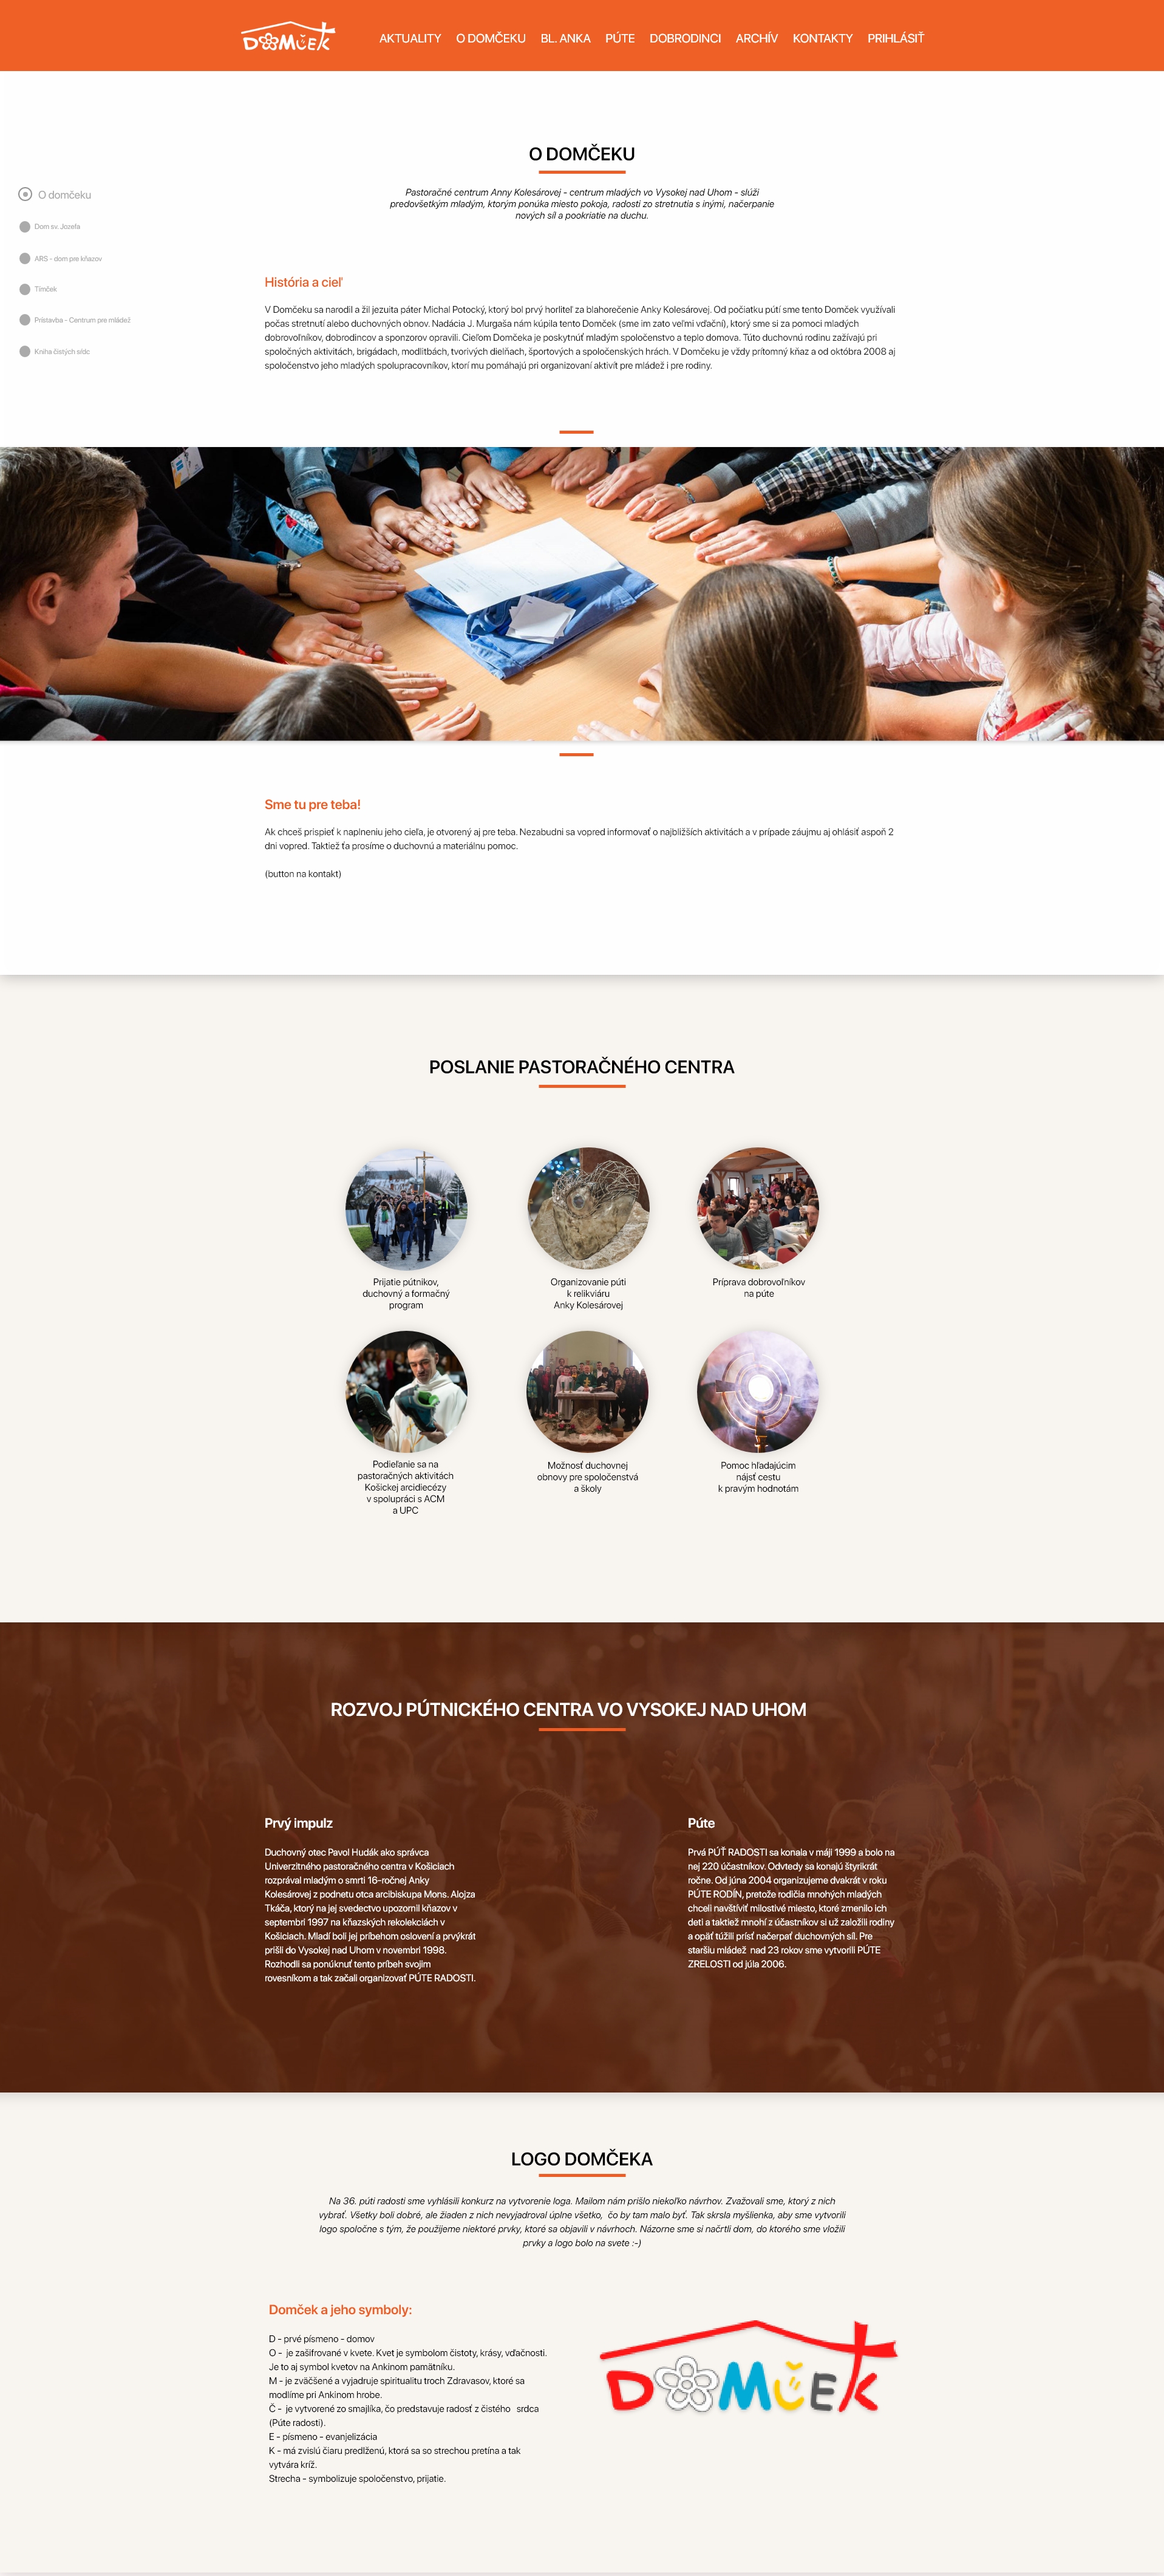 DOMČEK
AKTUALITY O DOMČEKU BL. ANKA PÚTE DOBRODINCI ARCHÍV KONTAKTY PRIHLÁSIŤ
O DOMČEKU
Pastoračné centrum Anny Kolesárovej - centrum mladých vo Vysokej nad Uhom - slúži
predovšetkým mladým, ktorým ponúka miesto pokoja, radosti zo stretnutia s inými, načerpanie
nových síl a pookriatie na duchu.
O domčeku
Dom sv. Jozefa
ARS - dom pre kňazov
Tímček
Prístavba - Centrum pre mládež
Kniha čistých sŕdc
História a cieľ
V Domčeku sa narodil a žil jezuita páter Michal Potocký, ktorý bol prvý horliteľ za blahorečenie Anky Kolesárovej. Od počiatku pútí sme tento Domček využívali
počas stretnutí alebo duchovných obnov. Nadácia J. Murgaša nám kúpila tento Domček (sme im zato veľmi vďační), ktorý sme si za pomoci mladých
dobrovoľníkov, dobrodincov a sponzorov opravili. Cieľom Domčeka je poskytnúť mladým spoločenstvo a teplo domova. Túto duchovnú rodinu zažívajú pri
spoločných aktivitách, brigádach, modlitbách, tvorivých dielňach, športových a spoločenských hrách. V Domčeku je vždy prítomný kňaz a od októbra 2008 aj
spoločenstvo jeho mladých spolupracovníkov, ktorí mu pomáhajú pri organizovaní aktivít pre mládež i pre rodiny.
Sme tu pre teba!
Ak chceš prispieť k naplneniu jeho cieľa, je otvorený aj pre teba. Nezabudni sa vopred informovať o najbližších aktivitách a v prípade záujmu aj ohlásiť aspoň 2
dni vopred. Taktiež ťa prosíme o duchovnú a materiálnu pomoc.
(button na kontakt)
POSLANIE PASTORAČNÉHO CENTRA
Prijatie pútnikov,
duchovný a formačný
program
Organizovanie púti
k relikviáru
Anky Kolesárovej
Príprava dobrovoľníkov
na púte
Podieľanie sa na
pastoračných aktivitách
Košickej arcidiecézy
v spolupráci s ACM
a UPC
Možnosť duchovnej
obnovy pre spoločenstvá
a školy
Pomoc hľadajúcim
nájsť cestu
k pravým hodnotám
ROZVOJ PÚTNICKÉHO CENTRA VO VYSOKEJ NAD UHOM
Prvý impulz
Duchovný otec Pavol Hudák ako správca
Univerzitného pastoračného centra v Košiciach
rozprával mladým o smrti 16-ročnej Anky
Kolesárovej z podnetu otca arcibiskupa Mons. Alojza
Tkáča, ktorý na jej svedectvo upozornil kňazov v
septembri 1997 na kňazských rekolekciách v
Košiciach. Mladí boli jej príbehom oslovení a prvýkrát
prišli do Vysokej nad Uhom v novembri 1998.
Rozhodli sa ponúknuť tento príbeh svojim
rovesníkom a tak začali organizovať PÚTE RADOSTI.
Púte
Prvá PÚŤ RADOSTI sa konala v máji 1999 a bolo na
nej 220 účastníkov. Odvtedy sa konajú štyrikrát
ročne. Od júna 2004 organizujeme dvakrát v roku
PÚTE RODÍN, pretože rodičia mnohých mladých
chceli navštíviť milostivé miesto, ktoré zmenilo ich
deti a taktiež mnohí z účastníkov si už založili rodiny
a opäť túžili prísť načerpať duchovných síl. Pre
staršiu mládež nad 23 rokov sme vytvorili PÚTE
ZRELOSTI od júla 2006.
LOGO DOMČEKA
Na 36. púti radosti sme vyhlásili konkurz na vytvorenie loga. Mailom nám prišlo niekoľko návrhov. Zvažovali sme, ktorý z nich
vybrať. Všetky boli dobré, ale žiaden z nich nevyjadroval úplne všetko, čo by tam malo byť. Tak skrsla myšlienka, aby sme vytvorili
logo spoločne s tým, že použijeme niektoré prvky, ktoré sa objavili v návrhoch. Názorne sme si načrtli dom, do ktorého sme vložili
prvky a logo bolo na svete :-)
Domček a jeho symboly:
D - prvé písmeno - domov
O - je zašifrované v kvete. Kvet je symbolom čistoty, krásy, vďačnosti.
Je to aj symbol kvetov na Ankinom pamätníku.
M - je zväčšené a vyjadruje spiritualitu troch Zdravasov, ktoré sa
modlíme pri Ankinom hrobe.
Č - je vytvorené zo smajlíka, čo predstavuje radosť z čistého srdca
(Púte radosti).
E - písmeno - evanjelizácia
K - má zvislú čiaru predlženú, ktorá sa so strechou pretína a tak
vytvára kríž.
Strecha - symbolizuje spoločenstvo, prijatie.
DOMČEK